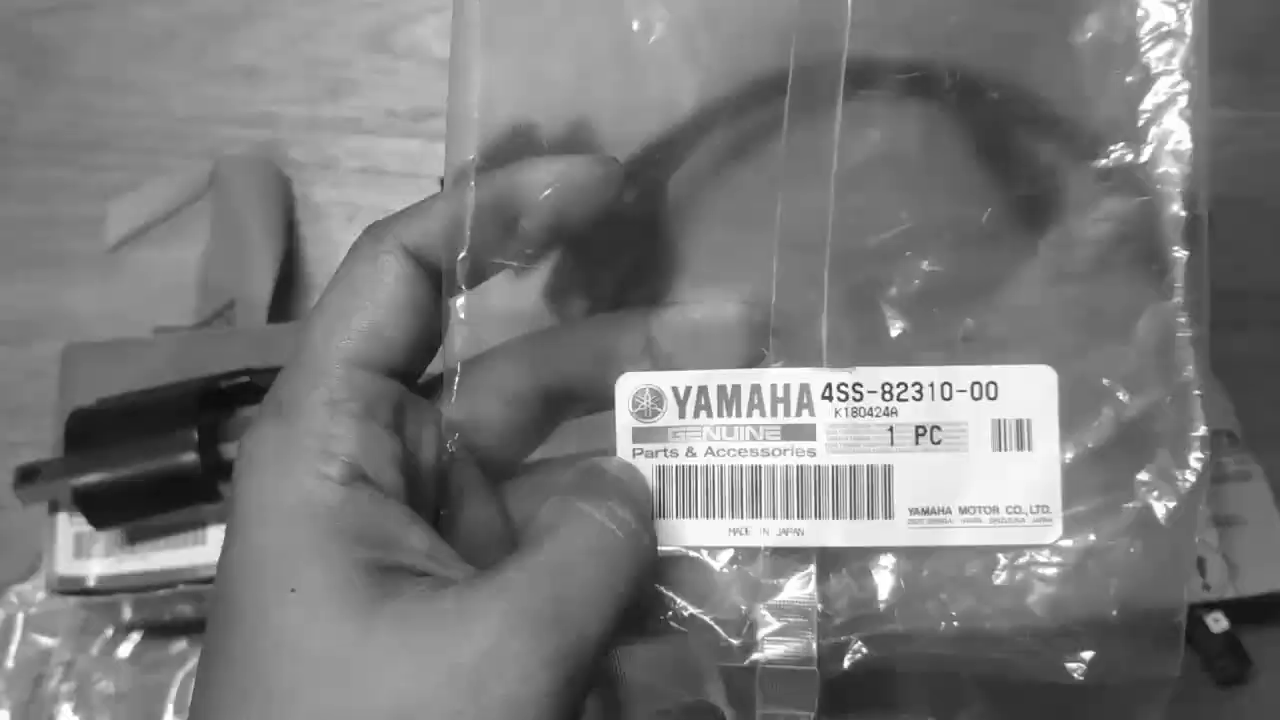 YAMAHA 4SS-82310-00
K180424A
GENUINE 1 PC
Parts & Accessories
YAMAHA MOTOR CO., LTD.
MADE IN JAPAN